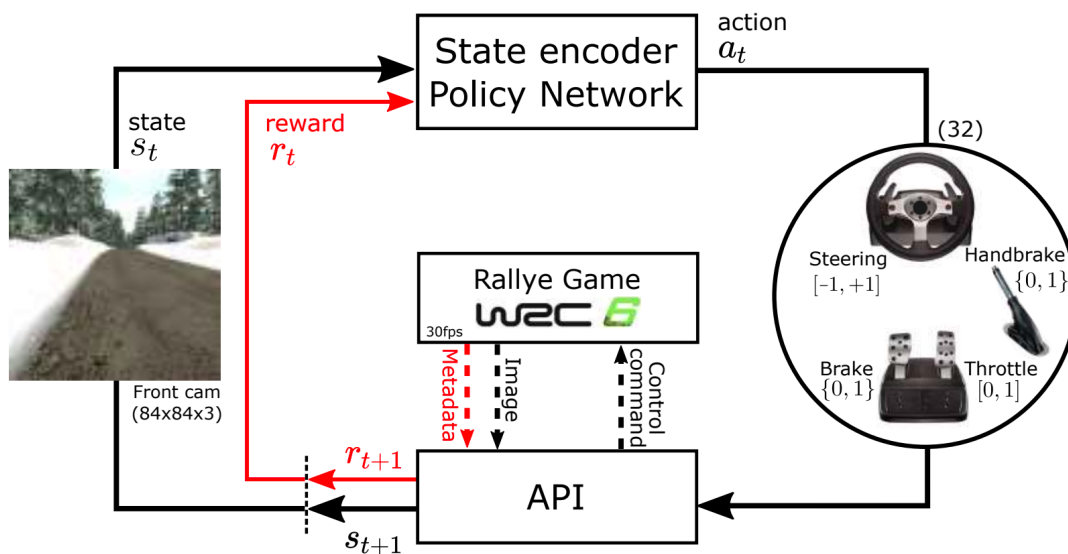 State encoder
Policy Network
action
a_t
state
s_t
reward
r_t
(32)
Steering
[-1, +1]
Handbrake
{0, 1}
Brake
{0, 1}
Throttle
[0, 1]
Front cam
(84x84x3)
Rallye Game
WRC 6
30fps
Metadata
Image
Control
command
r_{t+1}
API
s_{t+1}